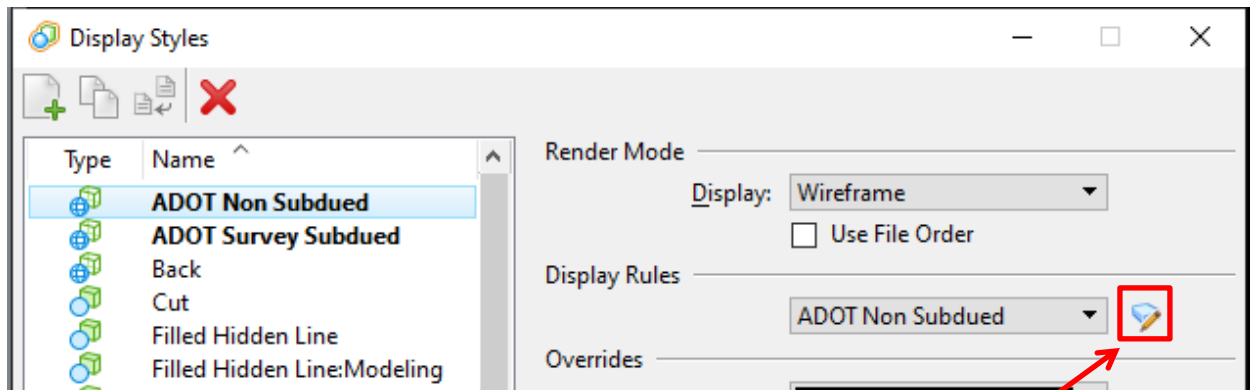 Display Styles
Type Name
ADOT Non Subdued
ADOT Survey Subdued
Back
Cut
Filled Hidden Line
Filled Hidden Line:Modeling
Render Mode
Display: Wireframe
Use File Order
Display Rules
ADOT Non Subdued
Overrides